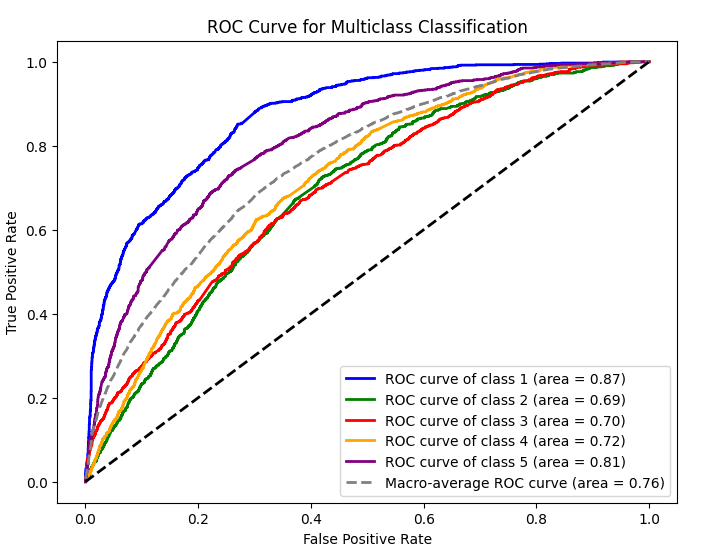 ROC Curve for Multiclass Classification
True Positive Rate
1.0
0.8
0.6
0.4
0.2
0.0
0.0 0.2 0.4 0.6 0.8 1.0
False Positive Rate
ROC curve of class 1 (area = 0.87)
ROC curve of class 2 (area = 0.69)
ROC curve of class 3 (area = 0.70)
ROC curve of class 4 (area = 0.72)
ROC curve of class 5 (area = 0.81)
Macro-average ROC curve (area = 0.76)